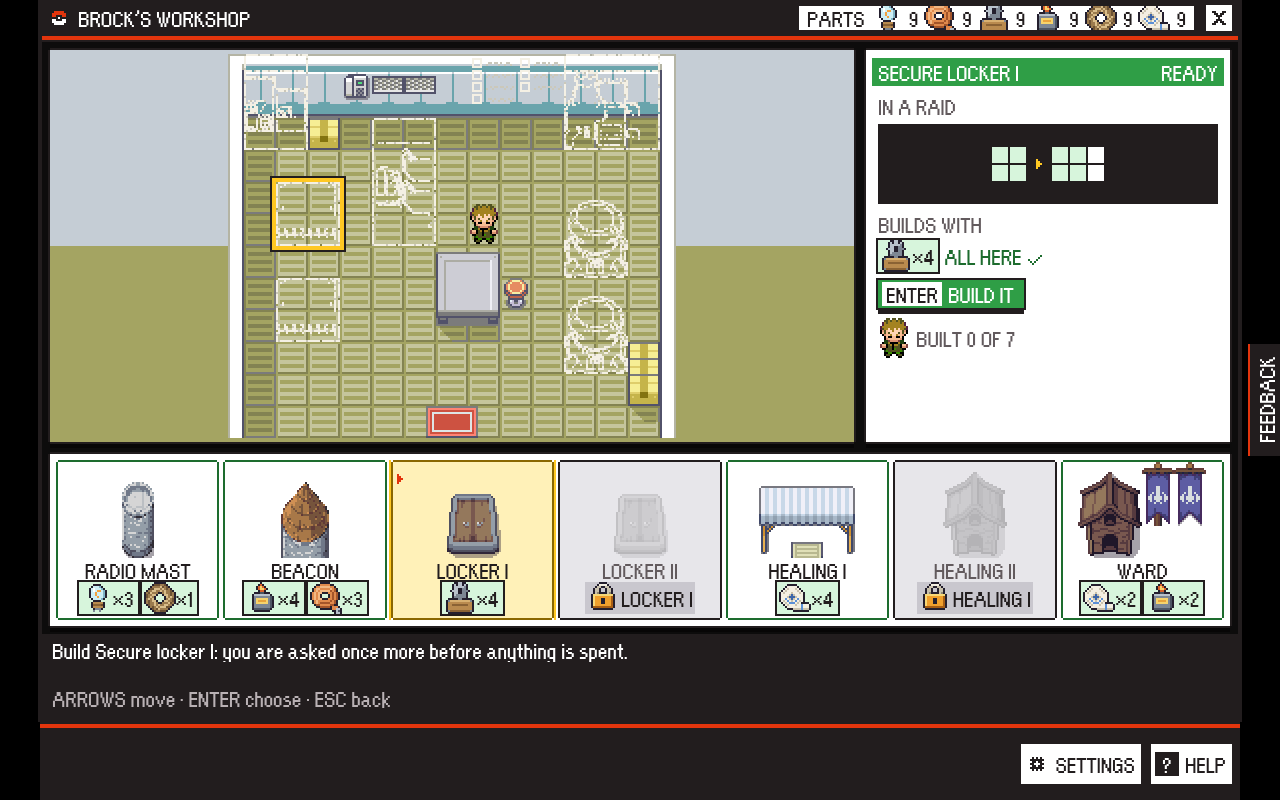 BROCK'S WORKSHOP
PARTS 9 9 9 9 9 9 X
SECURE LOCKER I READY
IN A RAID
BUILDS WITH
×4 ALL HERE ✓
ENTER BUILD IT
BUILT 0 OF 7
FEEDBACK
RADIO MAST
×3 ×1
BEACON
×4 ×3
LOCKER I
×4
LOCKER II
LOCKER I
HEALING I
×4
HEALING II
HEALING I
WARD
×2 ×2
Build Secure locker I: you are asked once more before anything is spent.
ARROWS move · ENTER choose · ESC back
SETTINGS
? HELP